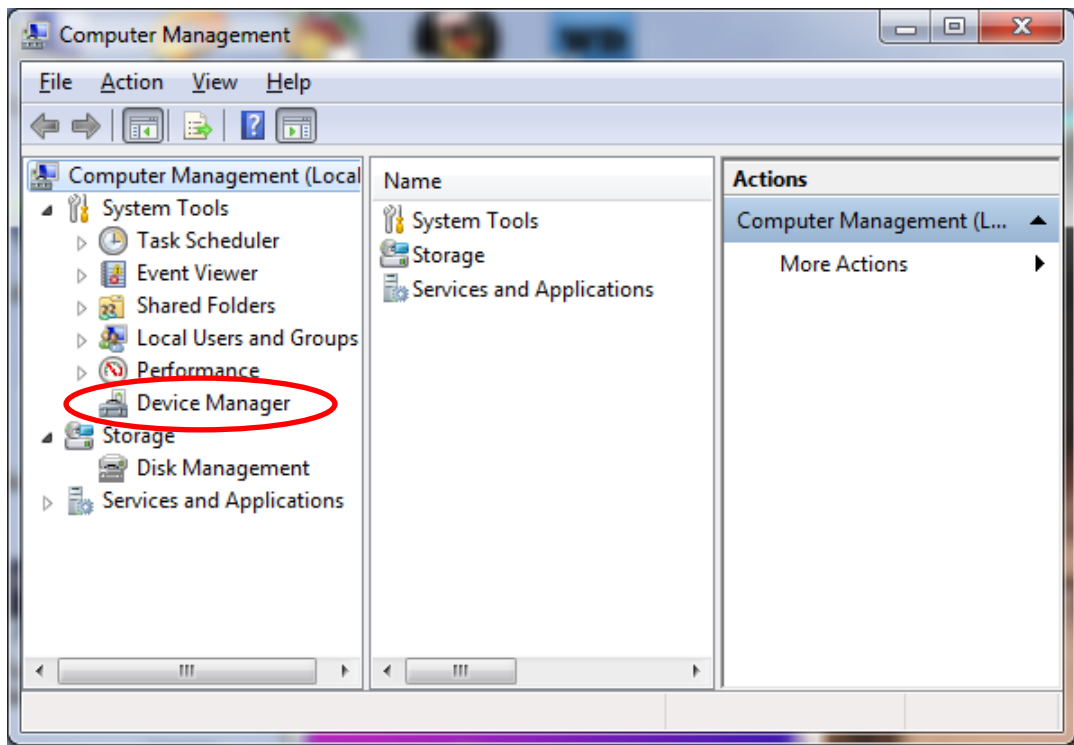 Computer Management
File Action View Help
Computer Management (Local
System Tools
Task Scheduler
Event Viewer
Shared Folders
Local Users and Groups
Performance
Device Manager
Storage
Disk Management
Services and Applications
Name
System Tools
Storage
Services and Applications
Actions
Computer Management (L...
More Actions